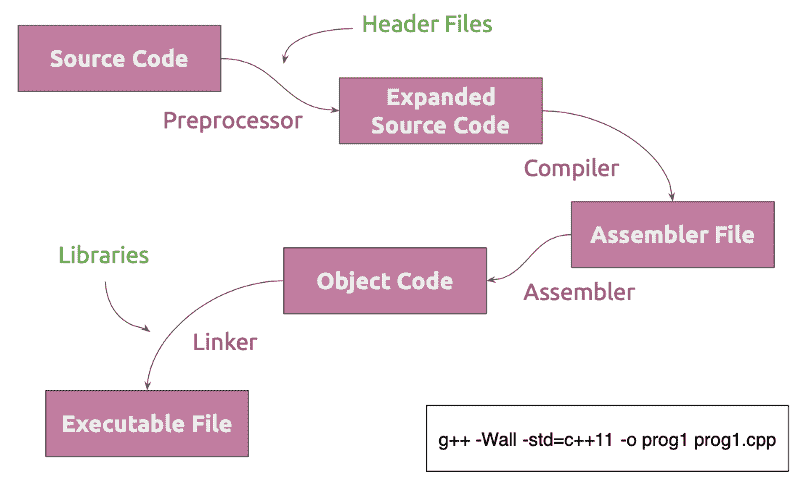 Header Files
Source Code
Preprocessor
Expanded
Source Code
Compiler
Assembler File
Assembler
Object Code
Libraries
Linker
Executable File
g++ -Wall -std=c++11 -o prog1 prog1.cpp